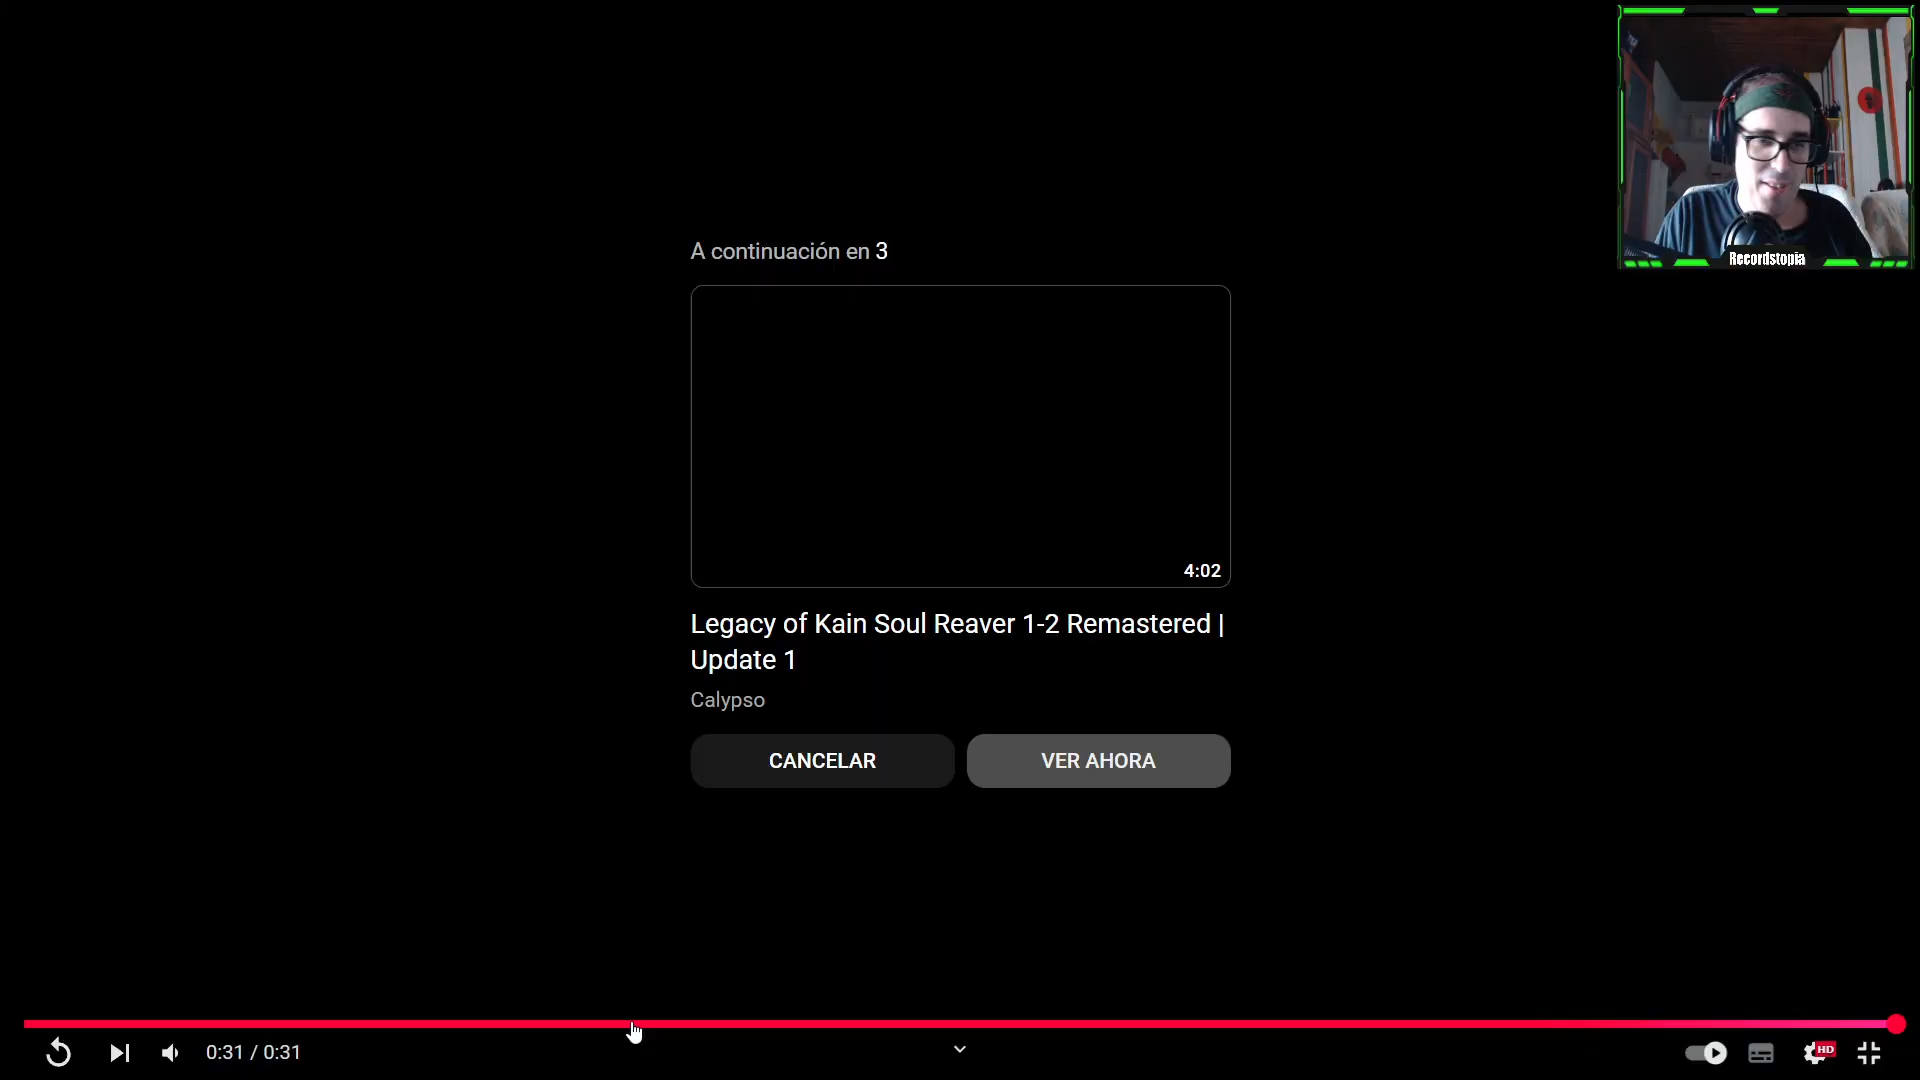 Recordstopia
A continuación en 3
4:02
Legacy of Kain Soul Reaver 1-2 Remastered |
Update 1
Calypso
CANCELAR
VER AHORA
0:31 / 0:31
HD